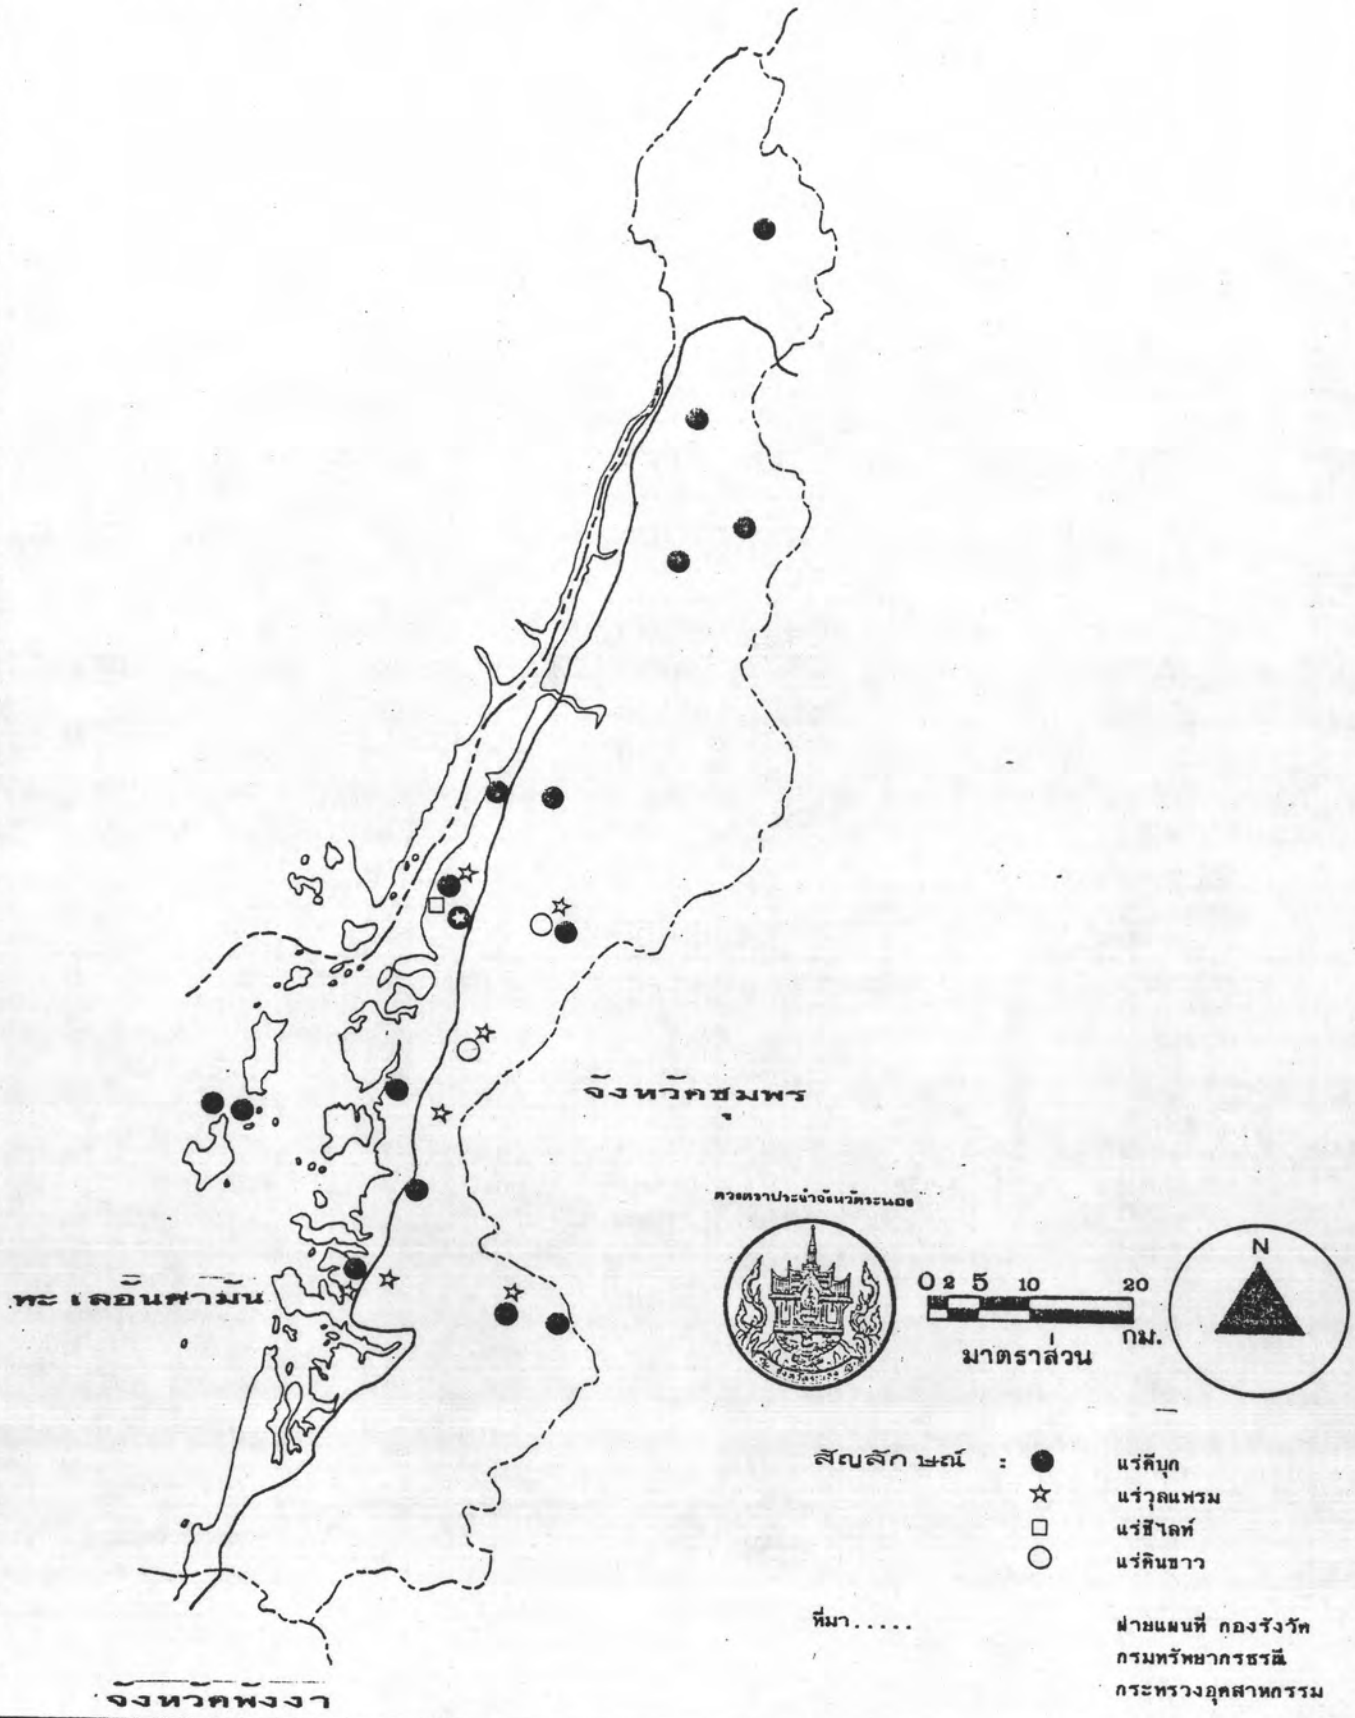 จังหวัดชุมพร
ดวงตราประจำจังหวัดระนอง
ทะเลอันดามัน
N
0 2 5 10 20
กม.
มาตราส่วน
สัญลักษณ์ :
แร่ดีบุก
แร่วุลแฟรม
แร่ซีไลท์
แร่ดินขาว
ที่มา.....
ฝ่ายแผนที่ กองรังวัด
กรมทรัพยากรธรณี
กระทรวงอุตสาหกรรม
จังหวัดพังงา